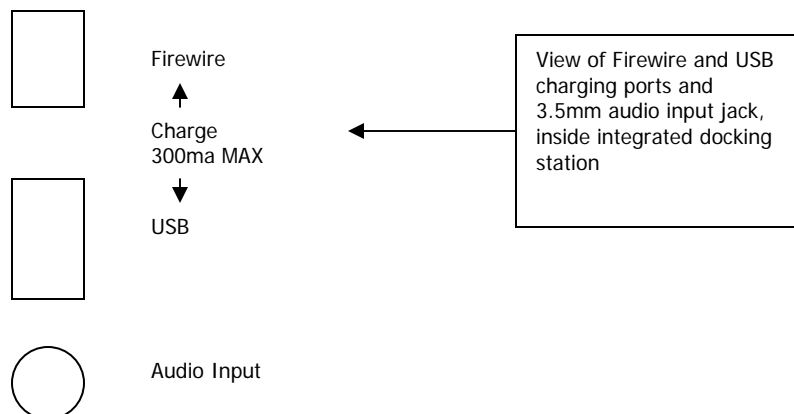 Firewire
Charge
300ma MAX
USB
Audio Input
View of Firewire and USB
charging ports and
3.5mm audio input jack,
inside integrated docking
station